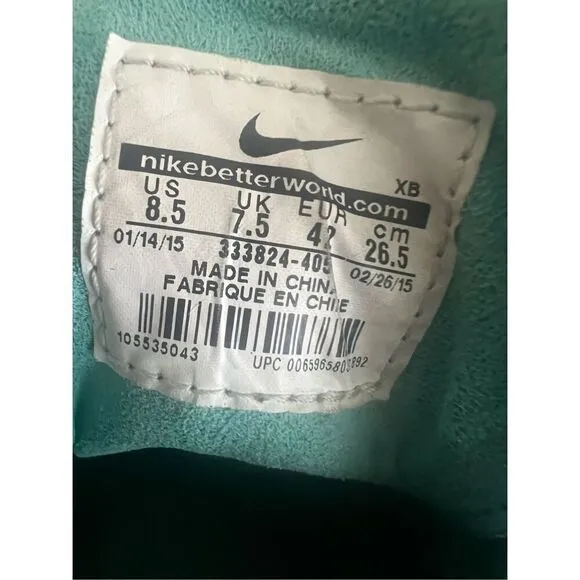 XB
nikebetterworld.com
US UK EUR cm
8.5 7.5 42 26.5
01/14/15 333824-405 02/26/15
MADE IN CHINA
FABRIQUE EN CHINE
105535043
UPC